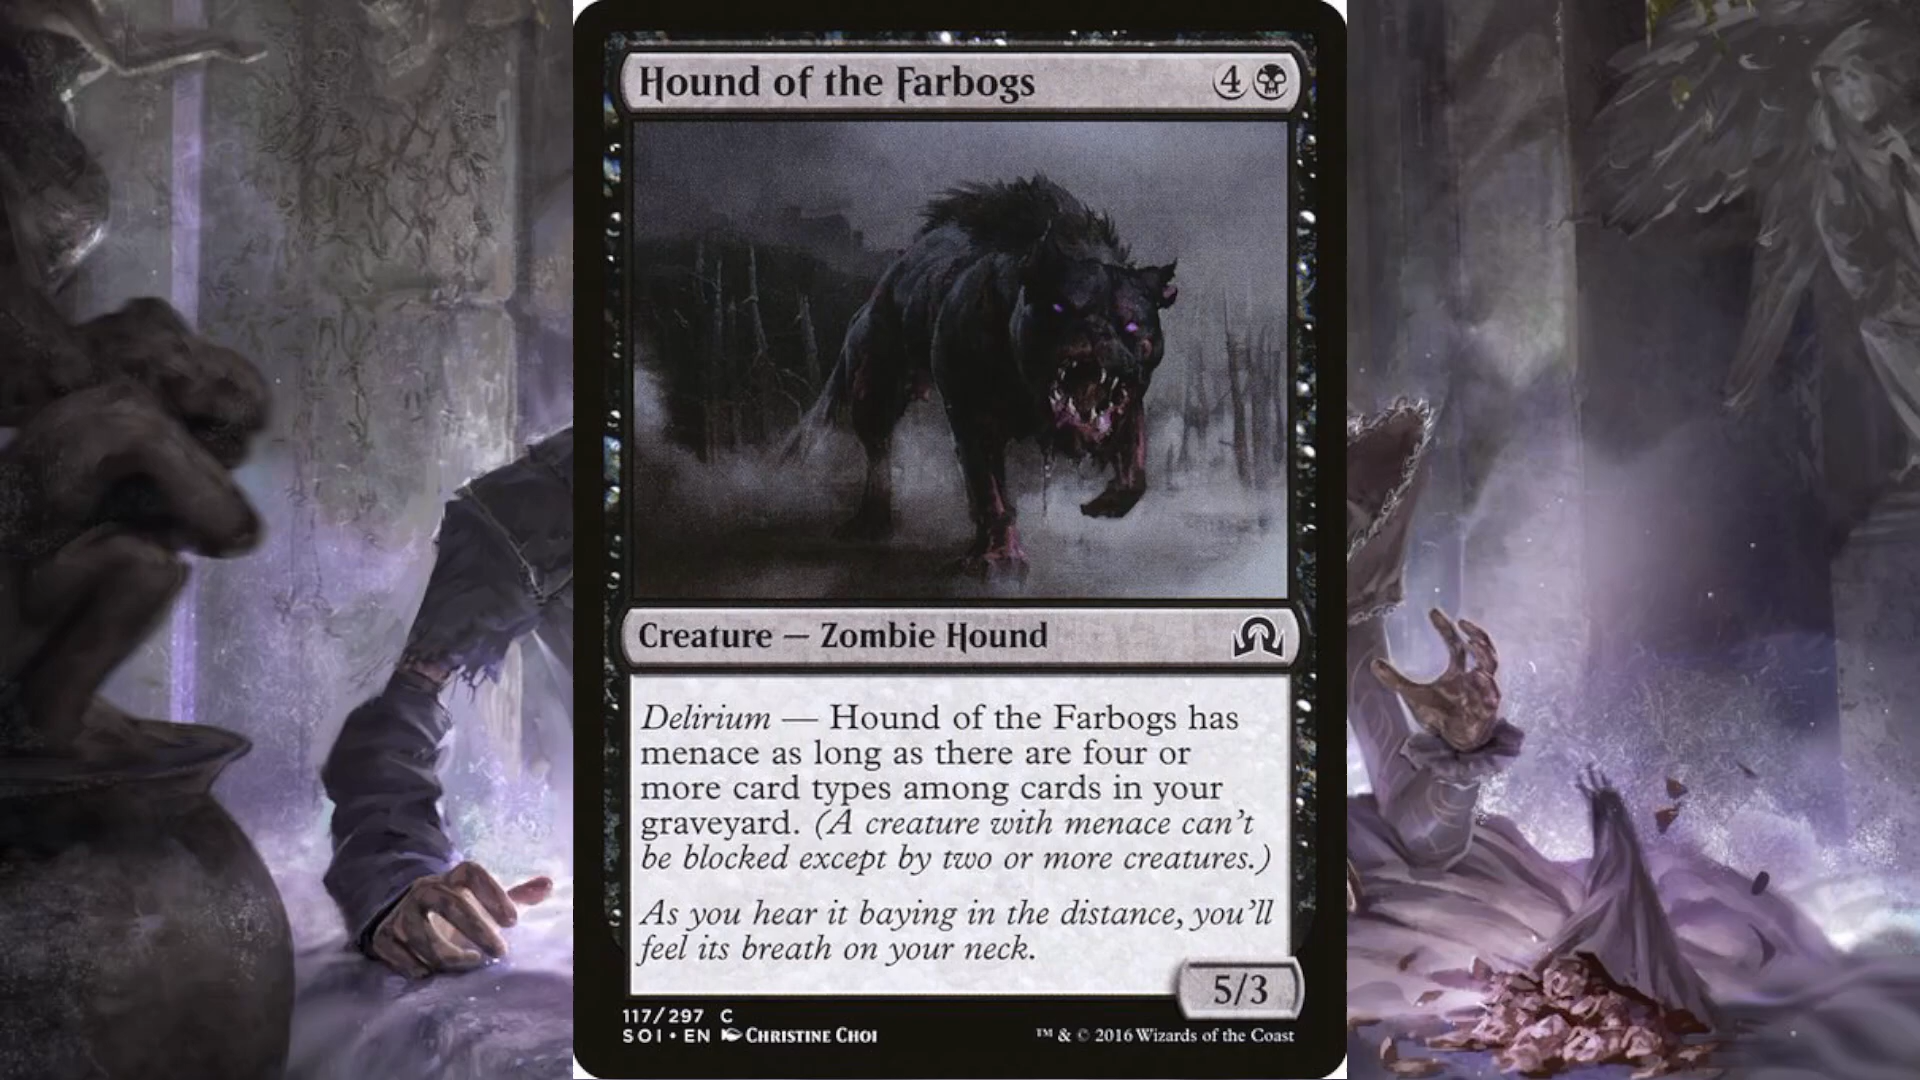 Hound of the Farbogs 4
Creature — Zombie Hound
Delirium — Hound of the Farbogs has
menace as long as there are four or
more card types among cards in your
graveyard. (A creature with menace can't
be blocked except by two or more creatures.)
As you hear it baying in the distance, you'll
feel its breath on your neck.
5/3
117/297 C
SOI • EN Christine Choi
™ & © 2016 Wizards of the Coast